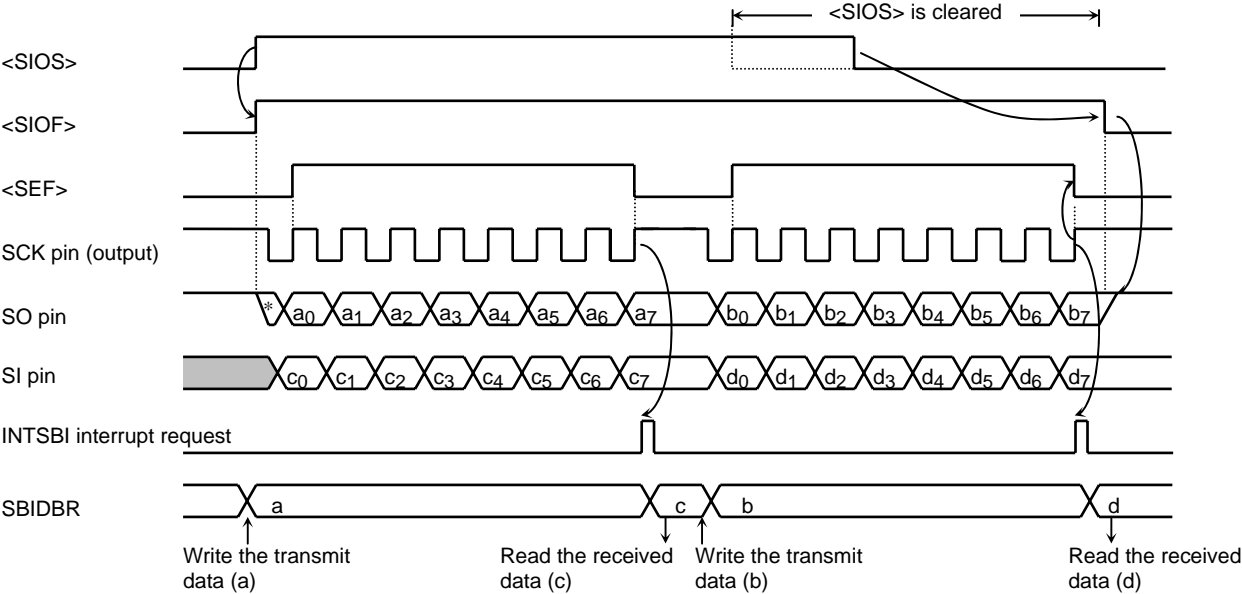 <SIOS> is cleared
<SIOS>
<SIOF>
<SEF>
SCK pin (output)
SO pin
* a0 a1 a2 a3 a4 a5 a6 a7 b0 b1 b2 b3 b4 b5 b6 b7
SI pin
c0 c1 c2 c3 c4 c5 c6 c7 d0 d1 d2 d3 d4 d5 d6 d7
INTSBI interrupt request
SBIDBR
a c b d
Write the transmit
data (a)
Read the received
data (c)
Write the transmit
data (b)
Read the received
data (d)